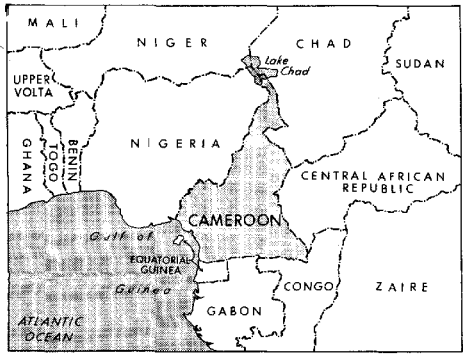 MALI
NIGER
CHAD
Lake
Chad
SUDAN
UPPER
VOLTA
NIGERIA
GHANA
TOGO
BENIN
CENTRAL AFRICAN
REPUBLIC
CAMEROON
Gulf of
EQUATORIAL
GUINEA
Guinea
GABON
CONGO
ZAIRE
ATLANTIC
OCEAN